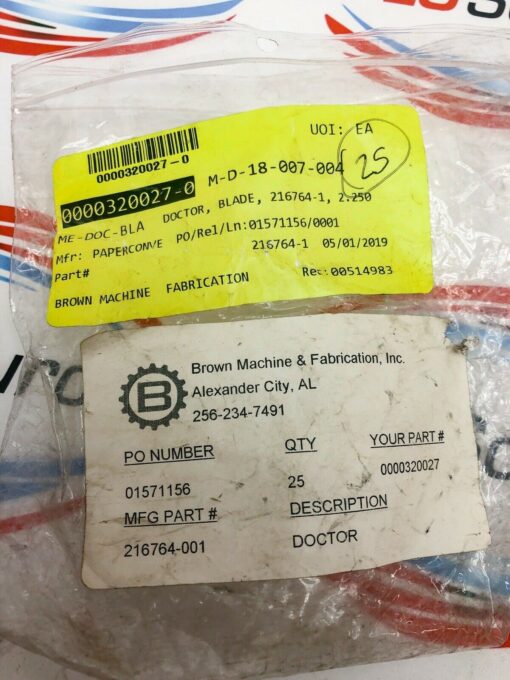 UOI: EA
0000320027-0
M-D-18-007-004
25
0000320027-0
ME-DOC-BLA DOCTOR, BLADE, 216764-1, 2.250
Mfr: PAPERCONVE PO/Rel/Ln:01571156/0001
Part# 216764-1 05/01/2019
BROWN MACHINE FABRICATION Rec:00514983
B
Brown Machine & Fabrication, Inc.
Alexander City, AL
256-234-7491
PO NUMBER QTY YOUR PART #
01571156 25 0000320027
MFG PART # DESCRIPTION
216764-001 DOCTOR